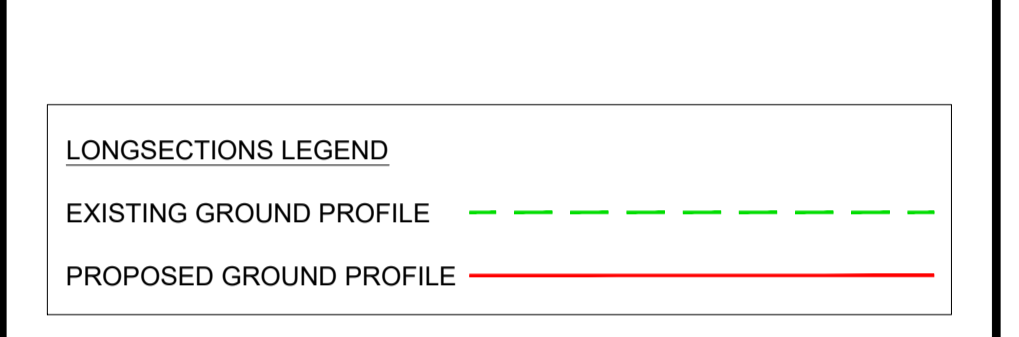 LONGSECTIONS LEGEND
EXISTING GROUND PROFILE
PROPOSED GROUND PROFILE